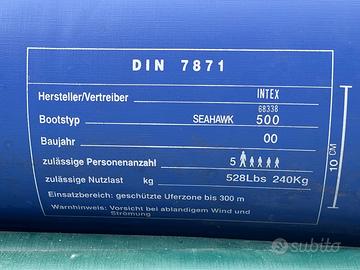 DIN 7871
Hersteller/Vertreiber INTEX
68338
Bootstyp SEAHAWK 500
Baujahr 00
zulässige Personenanzahl 5
zulässige Nutzlast kg 528Lbs 240Kg
Einsatzbereich: geschützte Uferzone bis 300 m
Warnhinweis: Vorsicht bei ablandigem Wind und
Strömung
10 CM
subito